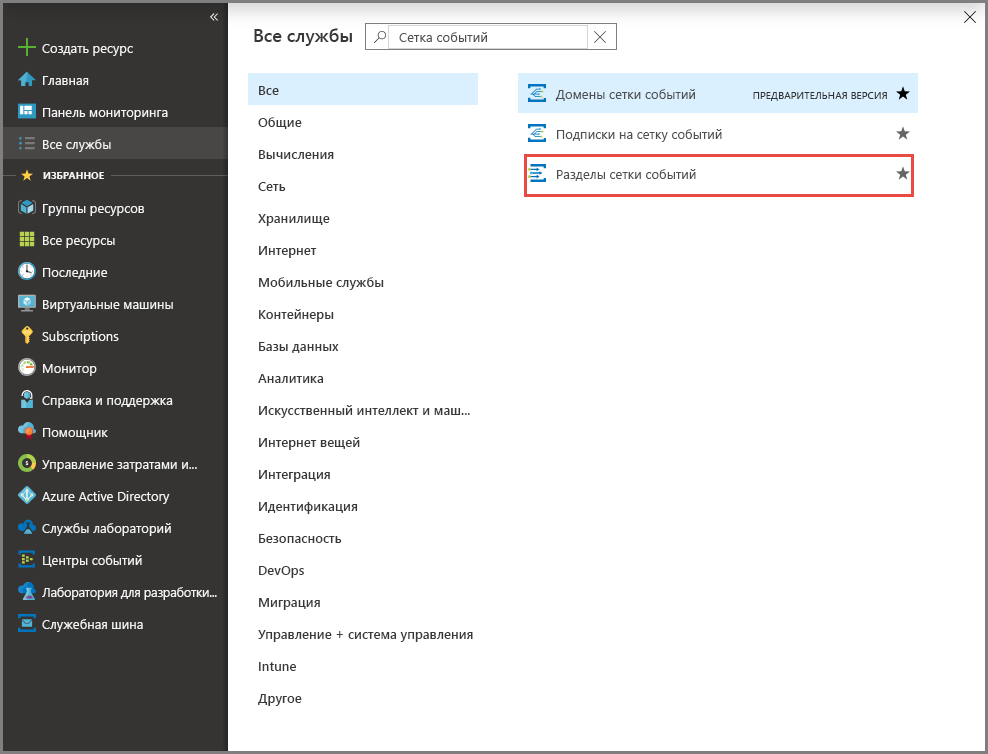 «
Создать ресурс
Главная
Панель мониторинга
Все службы
ИЗБРАННОЕ
Группы ресурсов
Все ресурсы
Последние
Виртуальные машины
Subscriptions
Монитор
Справка и поддержка
Помощник
Управление затратами и...
Azure Active Directory
Службы лабораторий
Центры событий
Лаборатория для разработки...
Служебная шина
Все службы
Сетка событий
Все
Общие
Вычисления
Сеть
Хранилище
Интернет
Мобильные службы
Контейнеры
Базы данных
Аналитика
Искусственный интеллект и маш...
Интернет вещей
Интеграция
Идентификация
Безопасность
DevOps
Миграция
Управление + система управления
Intune
Другое
Домены сетки событий ПРЕДВАРИТЕЛЬНАЯ ВЕРСИЯ
Подписки на сетку событий
Разделы сетки событий